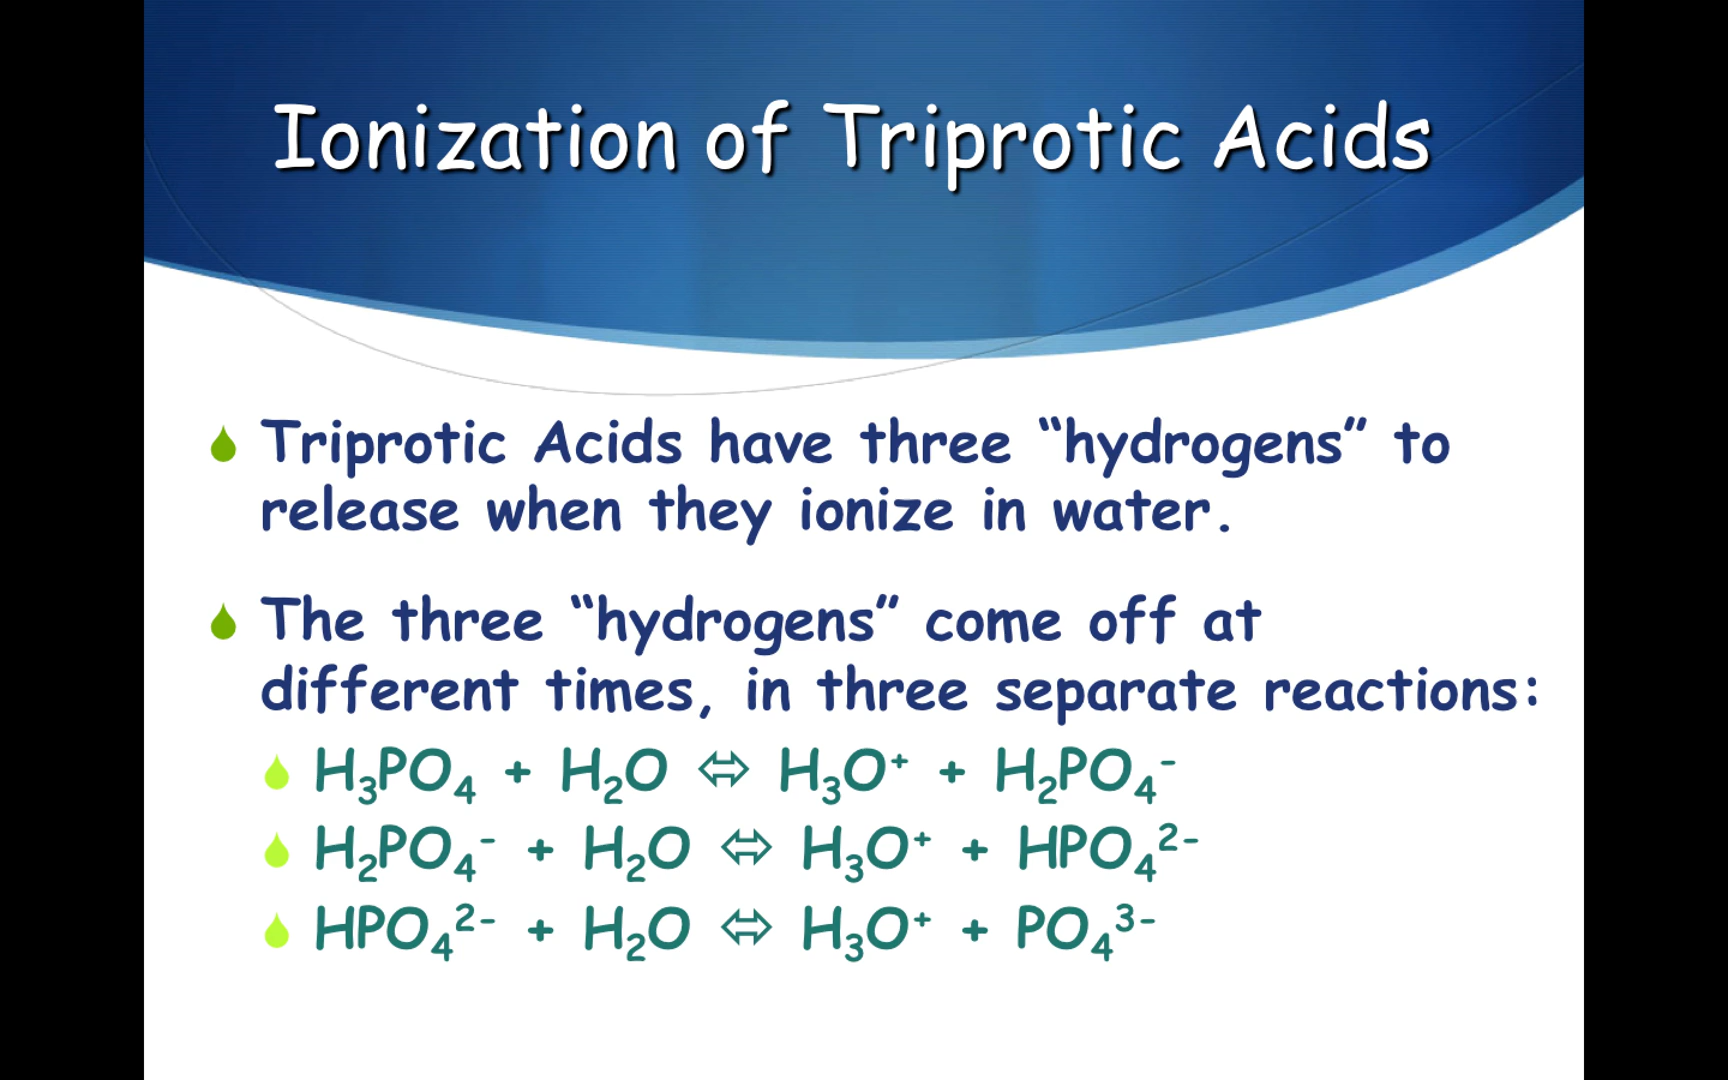 Ionization of Triprotic Acids
Triprotic Acids have three “hydrogens” to
release when they ionize in water.
The three “hydrogens” come off at
different times, in three separate reactions:
H₃PO₄ + H₂O ⬄ H₃O⁺ + H₂PO₄⁻
H₂PO₄⁻ + H₂O ⬄ H₃O⁺ + HPO₄²⁻
HPO₄²⁻ + H₂O ⬄ H₃O⁺ + PO₄³⁻